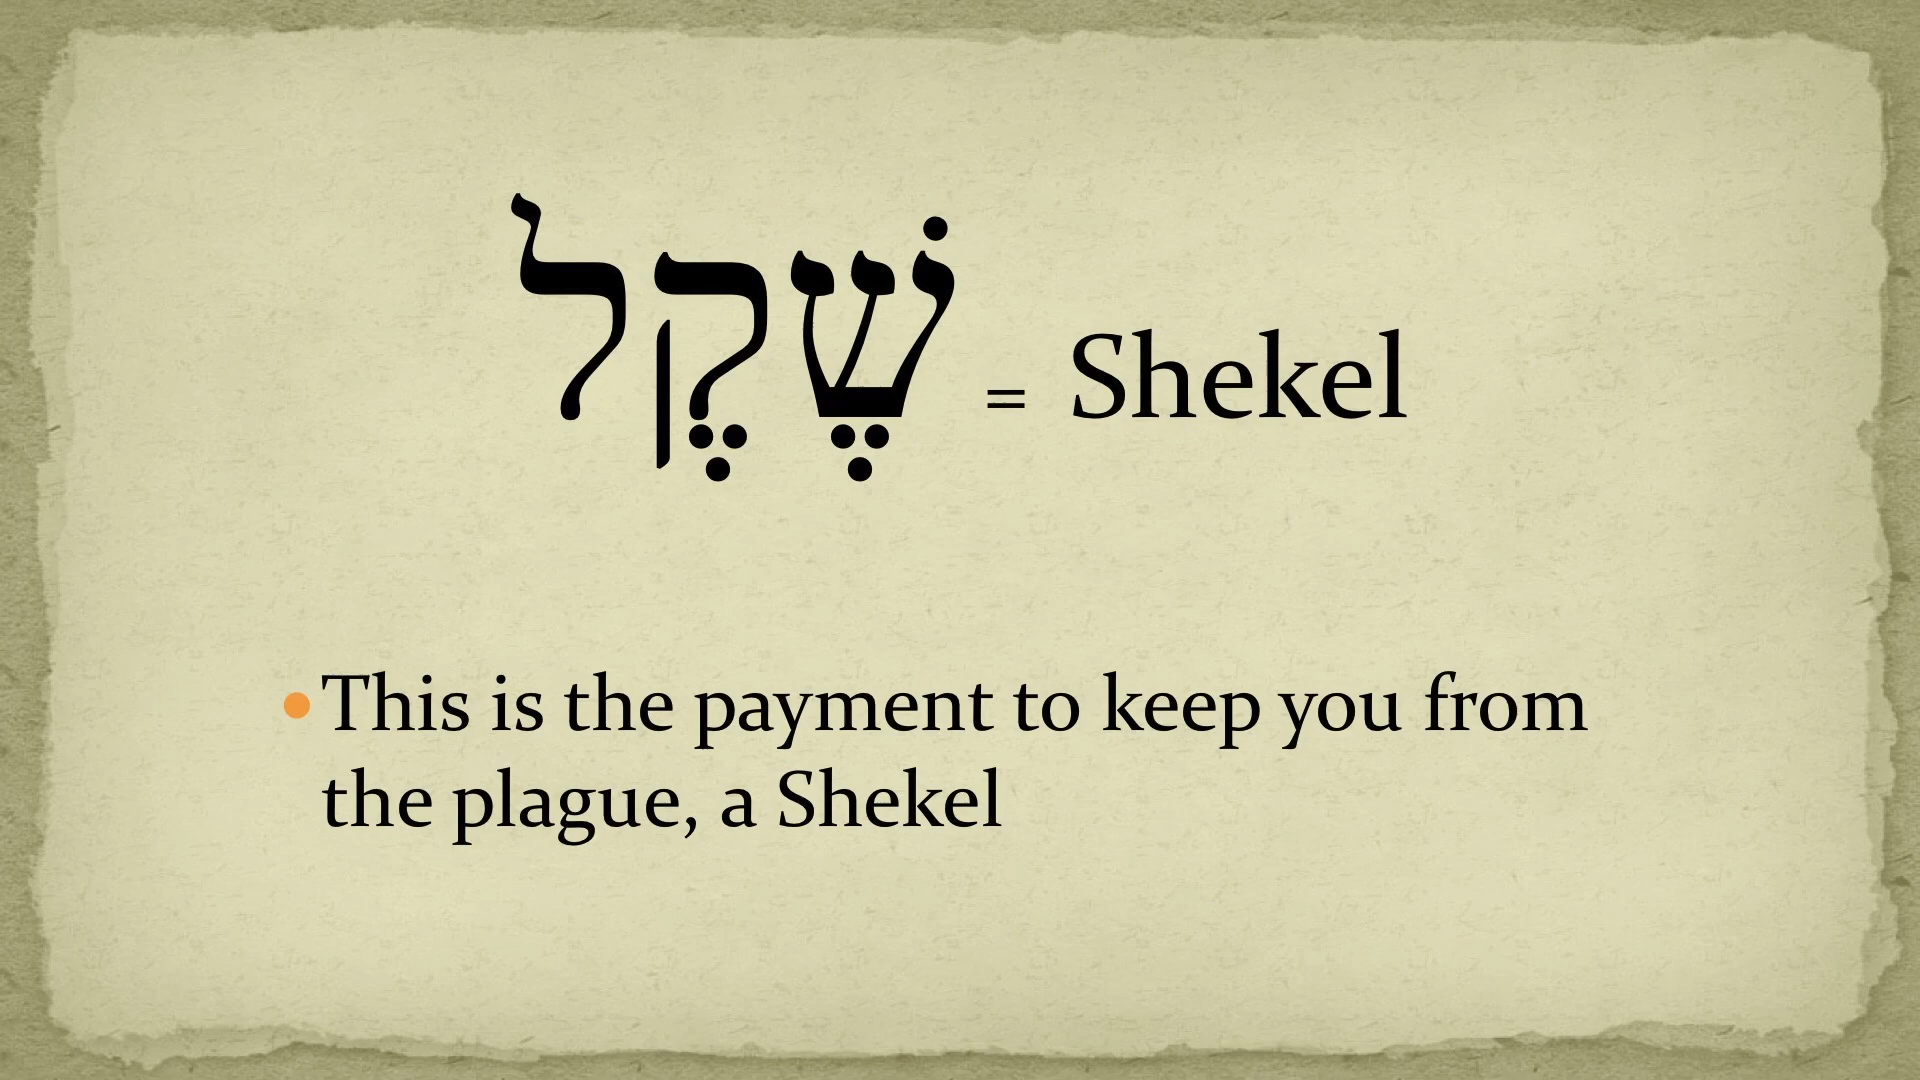 שֶׁקֶל = Shekel
• This is the payment to keep you from
the plague, a Shekel